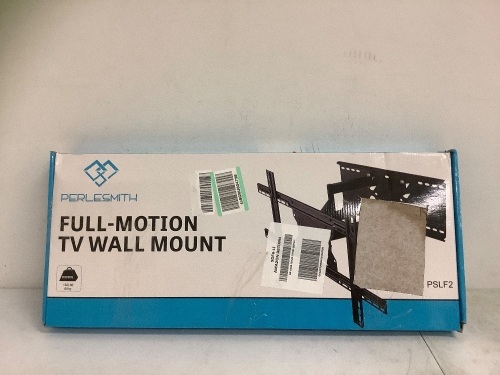 PERLESMITH
FULL-MOTION
TV WALL MOUNT
PSLF2